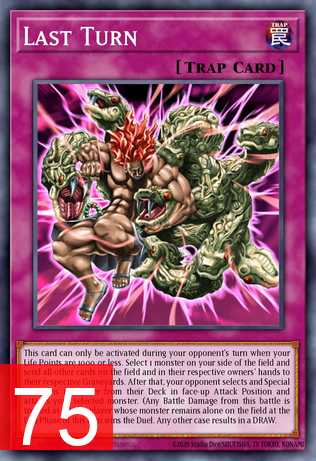 LAST TURN
TRAP
罠
[TRAP CARD]
This card can only be activated during your opponent's turn when your
Life Points are 1000 or less. Select 1 monster on your side of the field and
send all other cards on the field and in their respective owners' hands to
their respective Graveyards. After that, your opponent selects and Special
from their Deck in face-up Attack Position and
selected monster. (Any Battle Damage from this battle is
whose monster remains alone on the field at the
wins the Duel. Any other case results in a DRAW.
75
©2020 Studio Dice/SHUEISHA, TV TOKYO, KONAMI